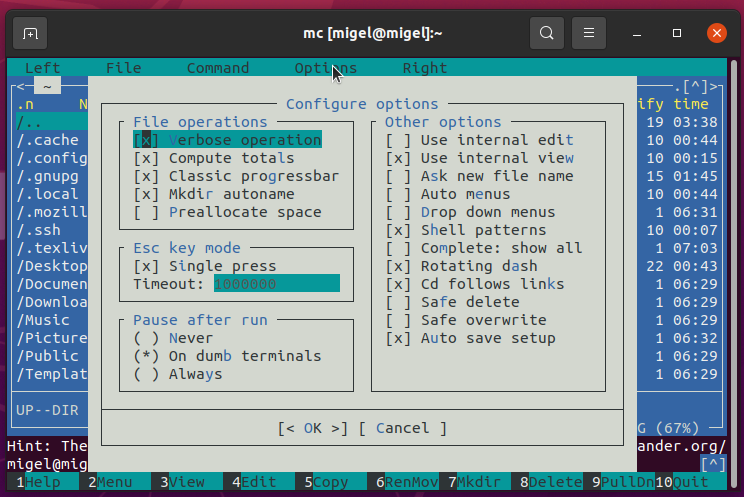 mc [migel@migel]:~
Left File Command Options Right
<─ ~ .[^]>
.n N Configure options ify time
/.. File operations Other options 19 03:38
/.cache [x] Verbose operation [ ] Use internal edit 10 00:44
/.config [x] Compute totals [x] Use internal view 10 00:15
/.gnupg [x] Classic progressbar [ ] Ask new file name 15 01:45
/.local [x] Mkdir autoname [ ] Auto menus 10 00:44
/.mozill [ ] Preallocate space [ ] Drop down menus 1 06:31
/.ssh [x] Shell patterns 10 00:07
/.texliv Esc key mode [ ] Complete: show all 1 07:03
/Desktop [x] Single press [x] Rotating dash 22 00:43
/Documen Timeout: 1000000 [x] Cd follows links 1 06:29
/Downloa [ ] Safe delete 1 06:29
/Music Pause after run [ ] Safe overwrite 1 06:29
/Picture ( ) Never [x] Auto save setup 1 06:32
/Public (*) On dumb terminals 1 06:29
/Templat ( ) Always 1 06:29
UP--DIR [< OK >] [ Cancel ] G (67%)
Hint: The ander.org/
migel@mig [^]
1Help 2Menu 3View 4Edit 5Copy 6RenMov 7Mkdir 8Delete 9PullDn 10Quit